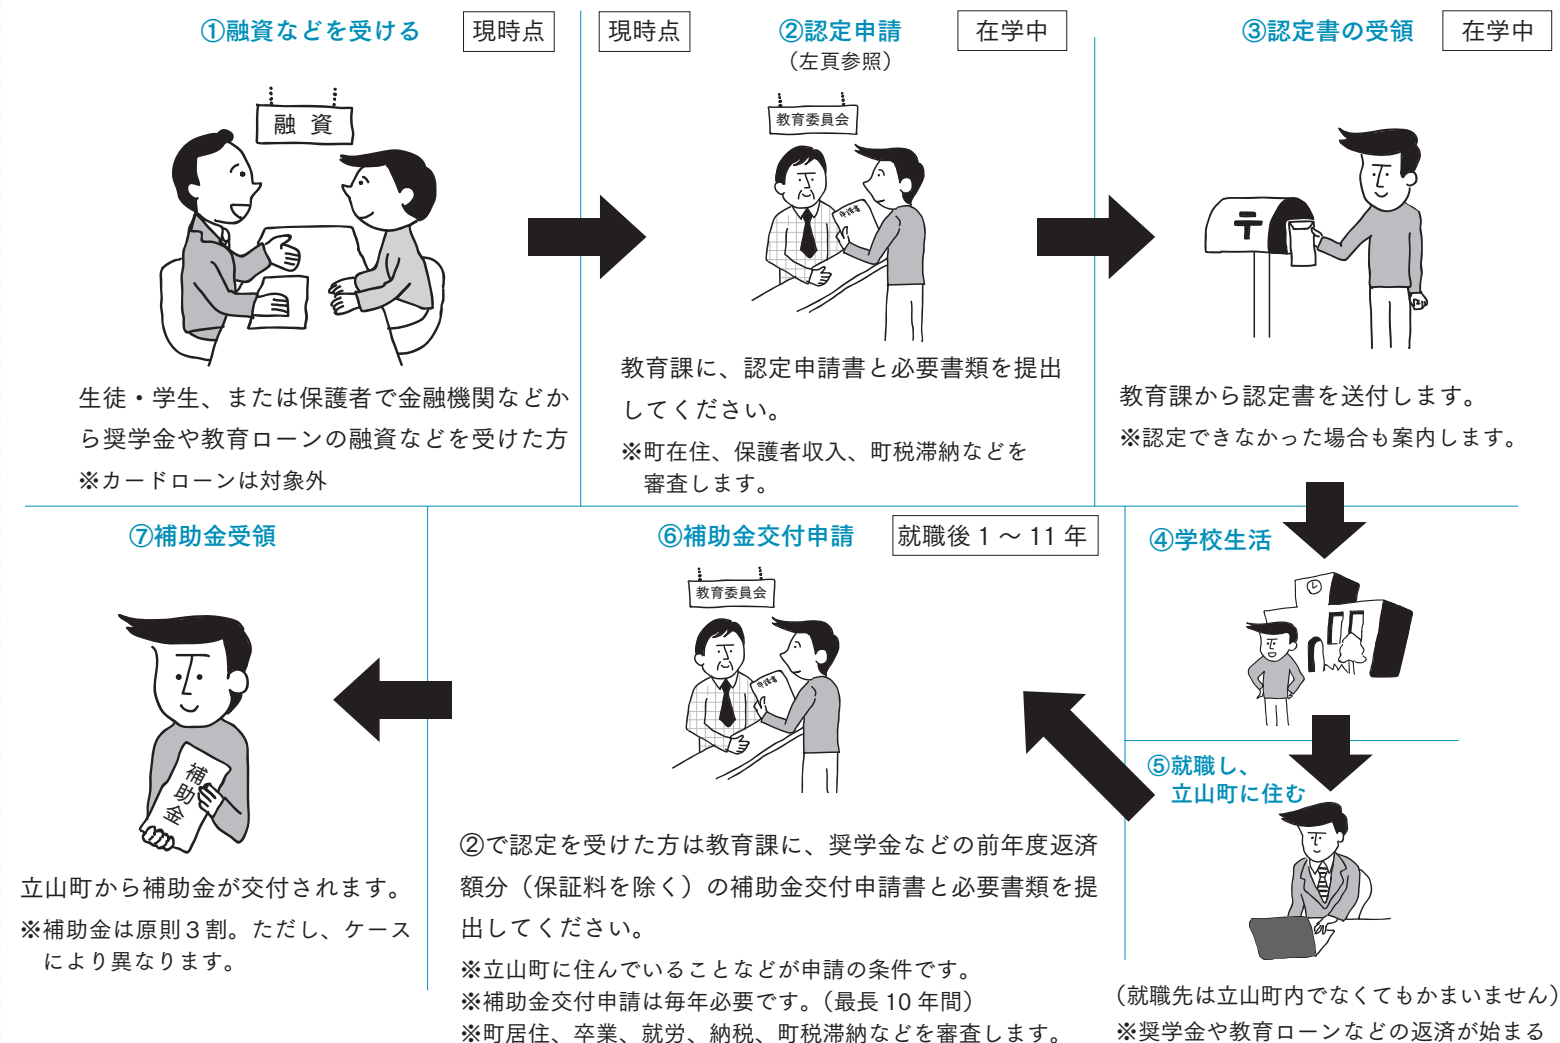 ①融資などを受ける
現時点
融 資
生徒・学生、または保護者で金融機関などか
ら奨学金や教育ローンの融資などを受けた方
※カードローンは対象外
現時点
②認定申請
在学中
（左頁参照）
教育委員会
申請書
教育課に、認定申請書と必要書類を提出
してください。
※町在住、保護者収入、町税滞納などを
審査します。
③認定書の受領
在学中
〒
教育課から認定書を送付します。
※認定できなかった場合も案内します。
④学校生活
⑤就職し、
立山町に住む
（就職先は立山町内でなくてもかまいません）
※奨学金や教育ローンなどの返済が始まる
⑥補助金交付申請
就職後 1 ～ 11 年
教育委員会
申請書
②で認定を受けた方は教育課に、奨学金などの前年度返済
額分（保証料を除く）の補助金交付申請書と必要書類を提
出してください。
※立山町に住んでいることなどが申請の条件です。
※補助金交付申請は毎年必要です。（最長 10 年間）
※町居住、卒業、就労、納税、町税滞納などを審査します。
⑦補助金受領
補助金
立山町から補助金が交付されます。
※補助金は原則３割。ただし、ケース
により異なります。